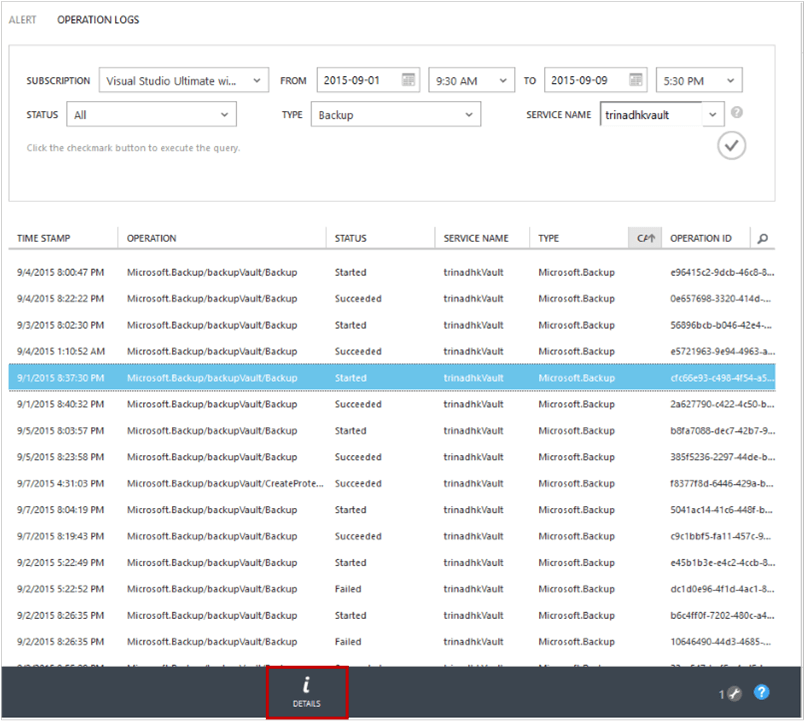 ALERT OPERATION LOGS
SUBSCRIPTION Visual Studio Ultimate wi... FROM 2015-09-01 9:30 AM TO 2015-09-09 5:30 PM
STATUS All TYPE Backup SERVICE NAME trinadhkvault ?
Click the checkmark button to execute the query.
TIME STAMP OPERATION STATUS SERVICE NAME TYPE CA OPERATION ID
9/4/2015 8:00:47 PM Microsoft.Backup/backupVault/Backup Started trinadhkVault Microsoft.Backup e96415c2-9dcb-46c8-8...
9/4/2015 8:22:22 PM Microsoft.Backup/backupVault/Backup Succeeded trinadhkVault Microsoft.Backup 0e657698-3320-414d-...
9/3/2015 8:02:30 PM Microsoft.Backup/backupVault/Backup Started trinadhkVault Microsoft.Backup 56896bcb-b046-42e4-...
9/4/2015 1:10:52 AM Microsoft.Backup/backupVault/Backup Succeeded trinadhkVault Microsoft.Backup e5721963-9e94-4963-a...
9/1/2015 8:37:30 PM Microsoft.Backup/backupVault/Backup Started trinadhkVault Microsoft.Backup cfc66e93-c498-4f54-a5...
9/1/2015 8:40:32 PM Microsoft.Backup/backupVault/Backup Succeeded trinadhkVault Microsoft.Backup 2a627790-c422-4c50-b...
9/5/2015 8:03:57 PM Microsoft.Backup/backupVault/Backup Started trinadhkVault Microsoft.Backup b8fa7088-dec7-42b7-9...
9/5/2015 8:23:58 PM Microsoft.Backup/backupVault/Backup Succeeded trinadhkVault Microsoft.Backup 385f5236-2297-44de-b...
9/7/2015 4:31:03 PM Microsoft.Backup/backupVault/CreateProte... Succeeded trinadhkVault Microsoft.Backup f8377f8d-6446-429a-b...
9/7/2015 8:04:19 PM Microsoft.Backup/backupVault/Backup Started trinadhkVault Microsoft.Backup 5041ac14-41c6-448f-b...
9/7/2015 8:19:43 PM Microsoft.Backup/backupVault/Backup Succeeded trinadhkVault Microsoft.Backup c9c1bbf5-fa11-457c-9...
9/2/2015 5:22:49 PM Microsoft.Backup/backupVault/Backup Started trinadhkVault Microsoft.Backup e45b1b3e-e4c2-4ccb-8...
9/2/2015 5:22:52 PM Microsoft.Backup/backupVault/Backup Failed trinadhkVault Microsoft.Backup dc1d0e96-4f1d-4ac1-8...
9/2/2015 8:26:35 PM Microsoft.Backup/backupVault/Backup Started trinadhkVault Microsoft.Backup b6c4ff0f-7202-480c-a4...
9/2/2015 8:26:35 PM Microsoft.Backup/backupVault/Backup Failed trinadhkVault Microsoft.Backup 10646490-44d3-4685-...
i
DETAILS
1 ?